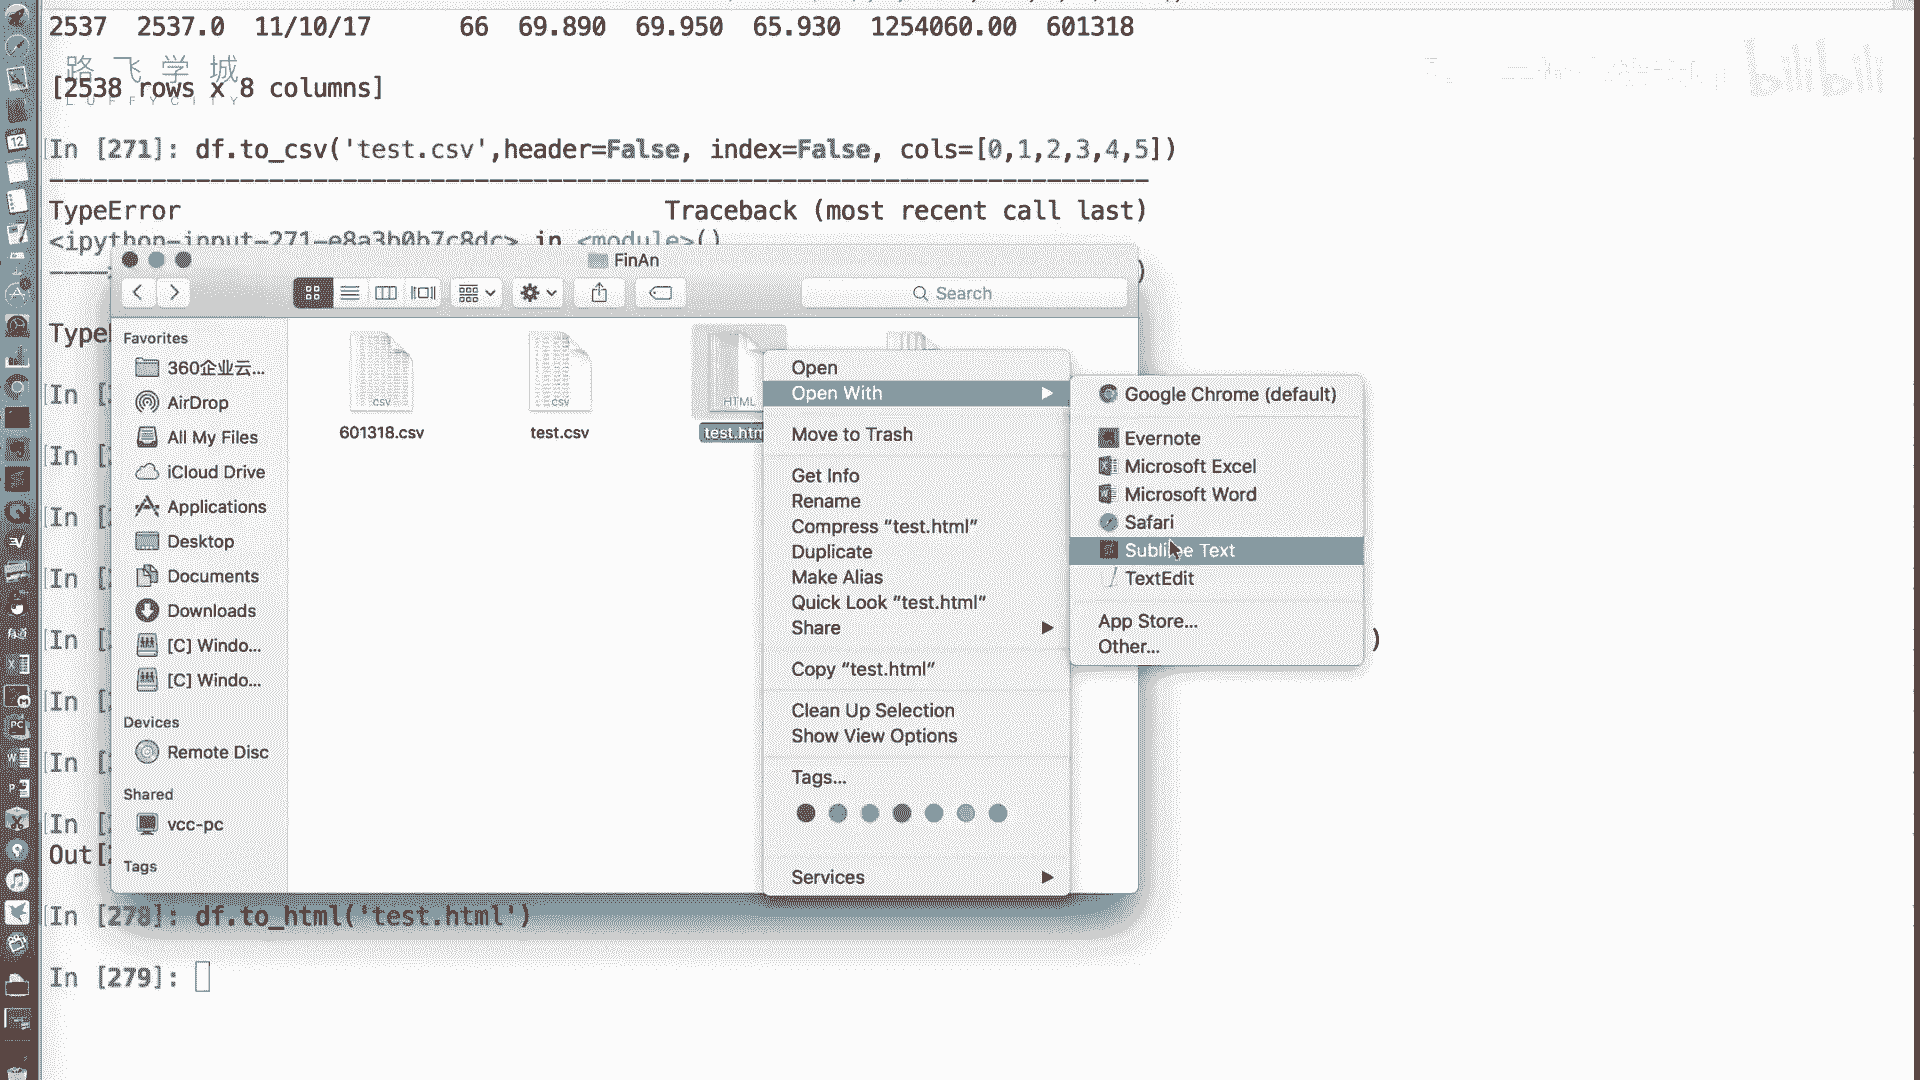 2537 2537.0 11/10/17 66 69.890 69.950 65.930 1254060.00 601318
路飞学城
LUFFYCITY
bilibili
[2538 rows x 8 columns]
In [271]: df.to_csv('test.csv',header=False, index=False, cols=[0,1,2,3,4,5])
TypeError Traceback (most recent call last)
<ipython-input-271-e8a3b0b7c8dc> in <module>()
FinAn
Search
Favorites
360企业云...
AirDrop
All My Files
iCloud Drive
Applications
Desktop
Documents
Downloads
[C] Windo...
[C] Windo...
Devices
Remote Disc
Shared
vcc-pc
Tags
CSV
601318.csv
CSV
test.csv
HTML
test.htm
Open
Open With
Move to Trash
Get Info
Rename
Compress “test.html”
Duplicate
Make Alias
Quick Look “test.html”
Share
Copy “test.html”
Clean Up Selection
Show View Options
Tags...
Services
Google Chrome (default)
Evernote
Microsoft Excel
Microsoft Word
Safari
Sublime Text
TextEdit
App Store...
Other...
In [
In [
In [
In [
In [
In [
In [
In [
Out[
In [278]: df.to_html('test.html')
In [279]: